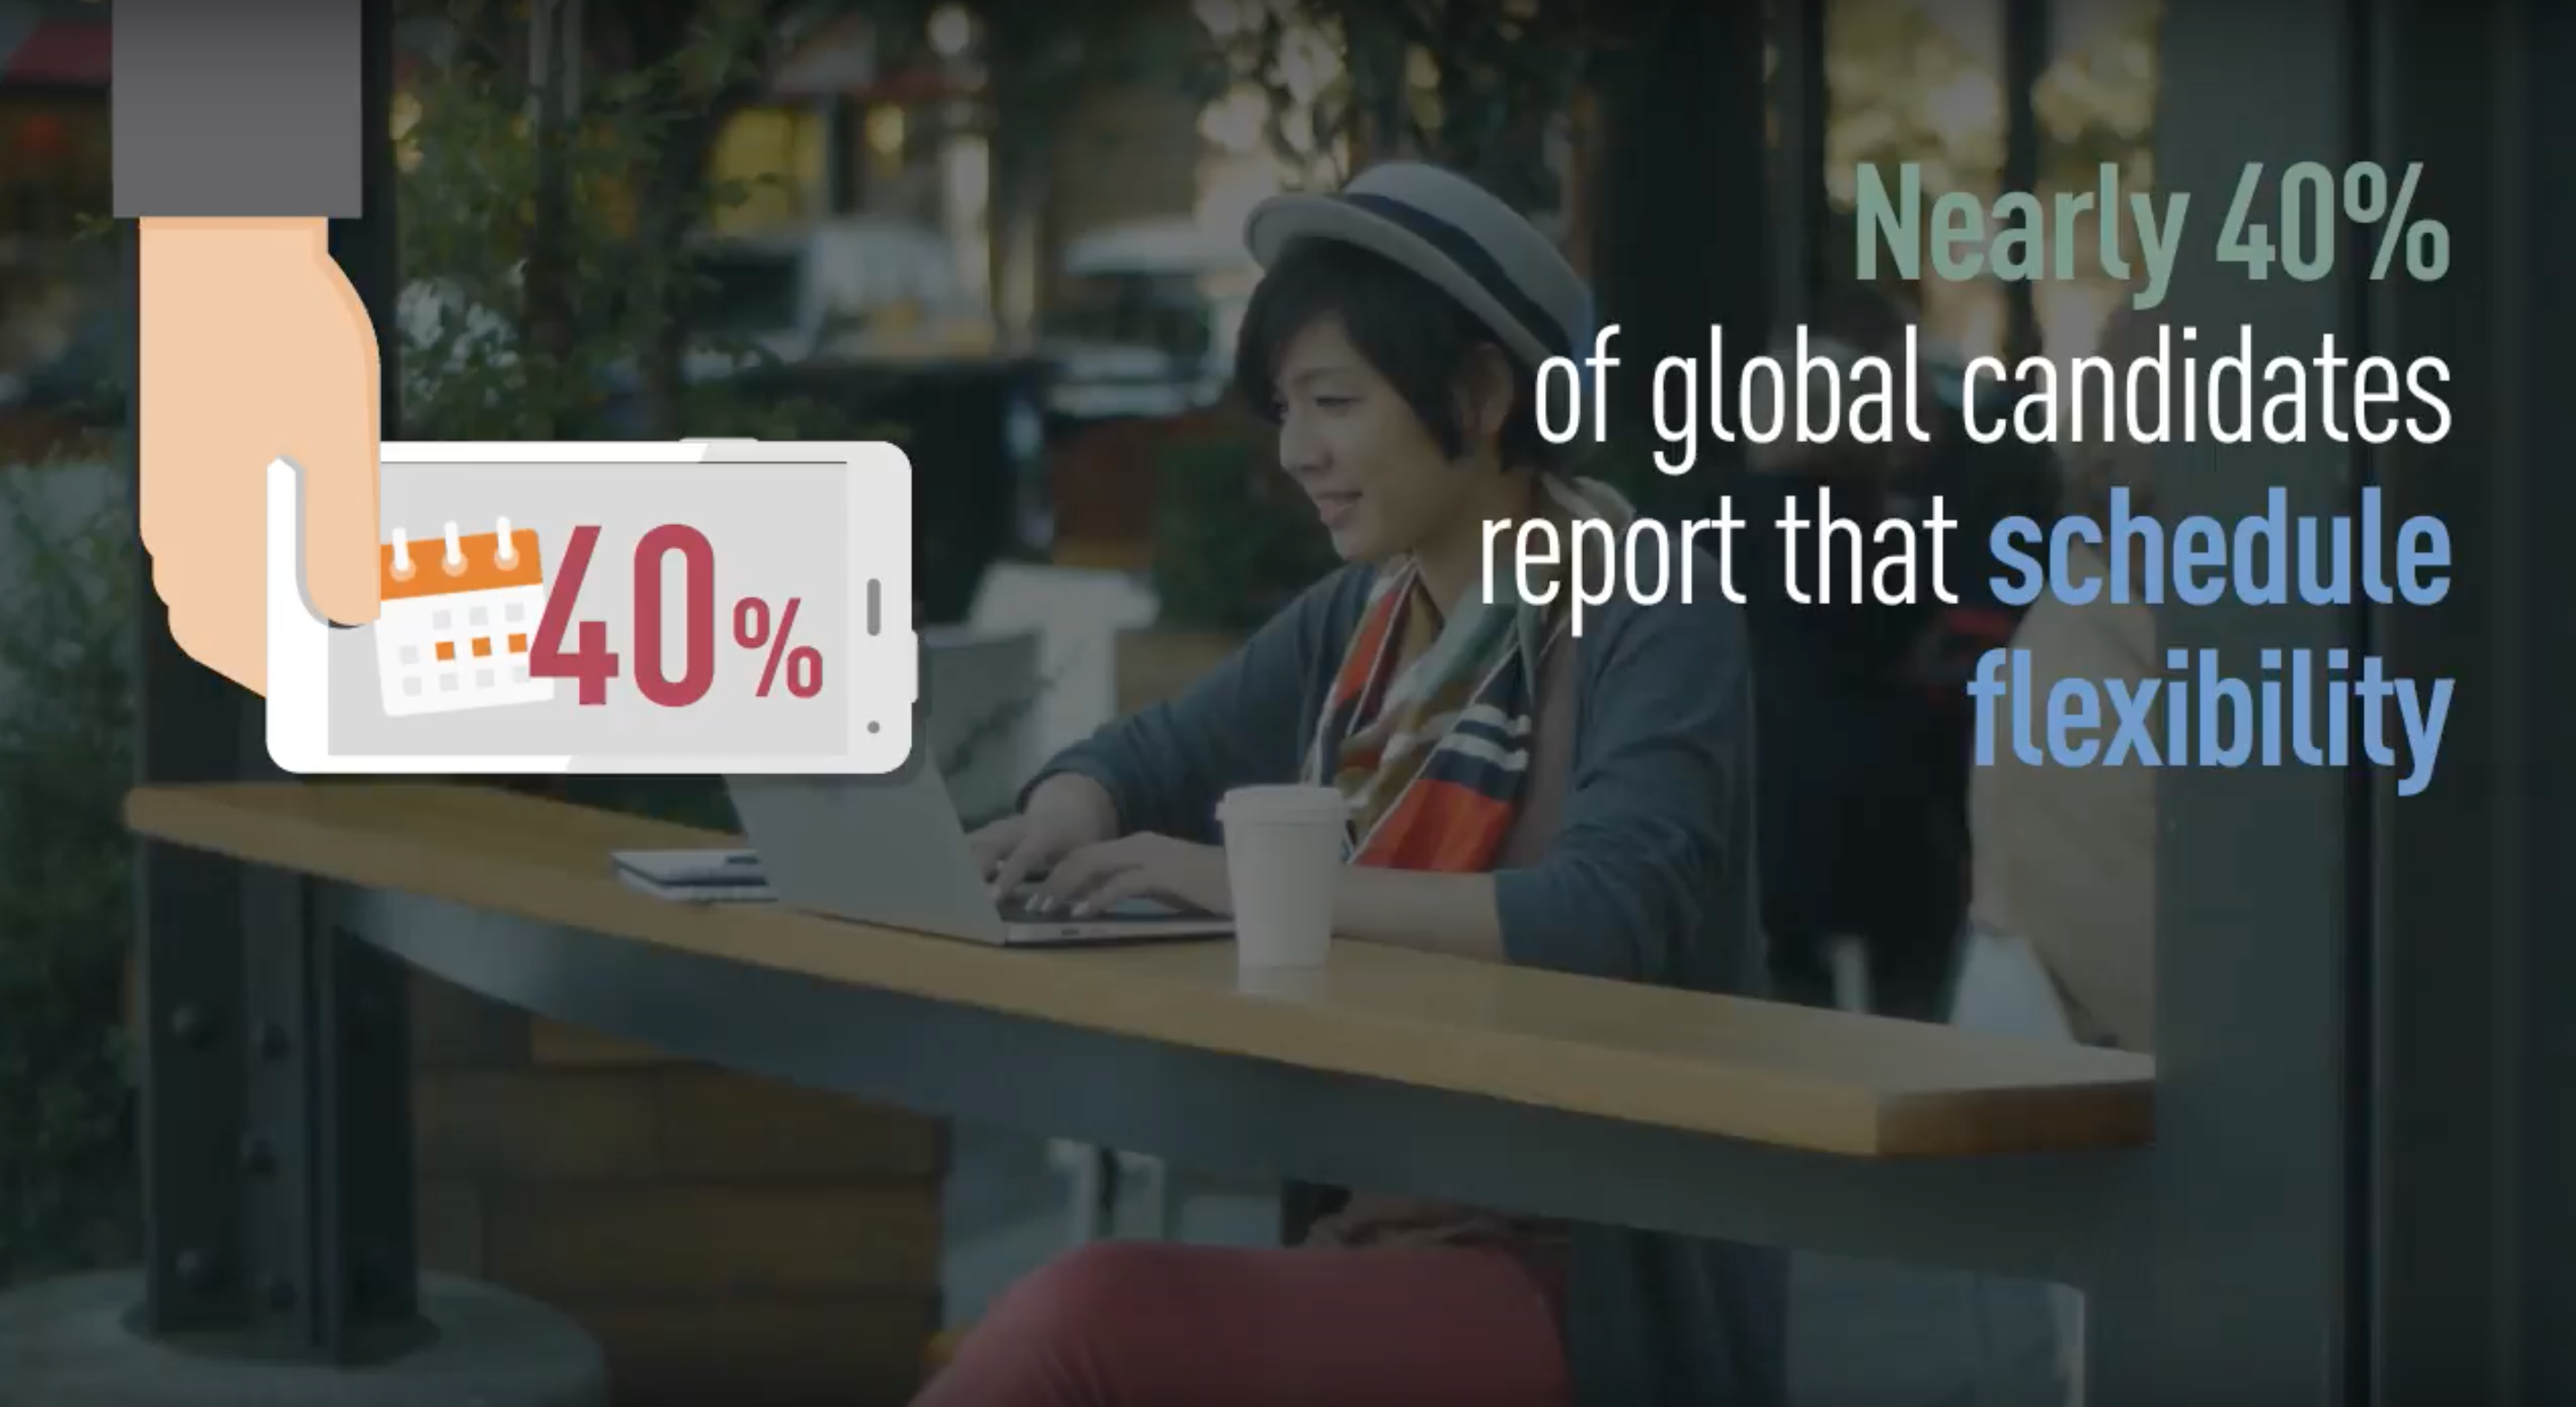 40%
Nearly 40%
of global candidates
report that schedule
flexibility